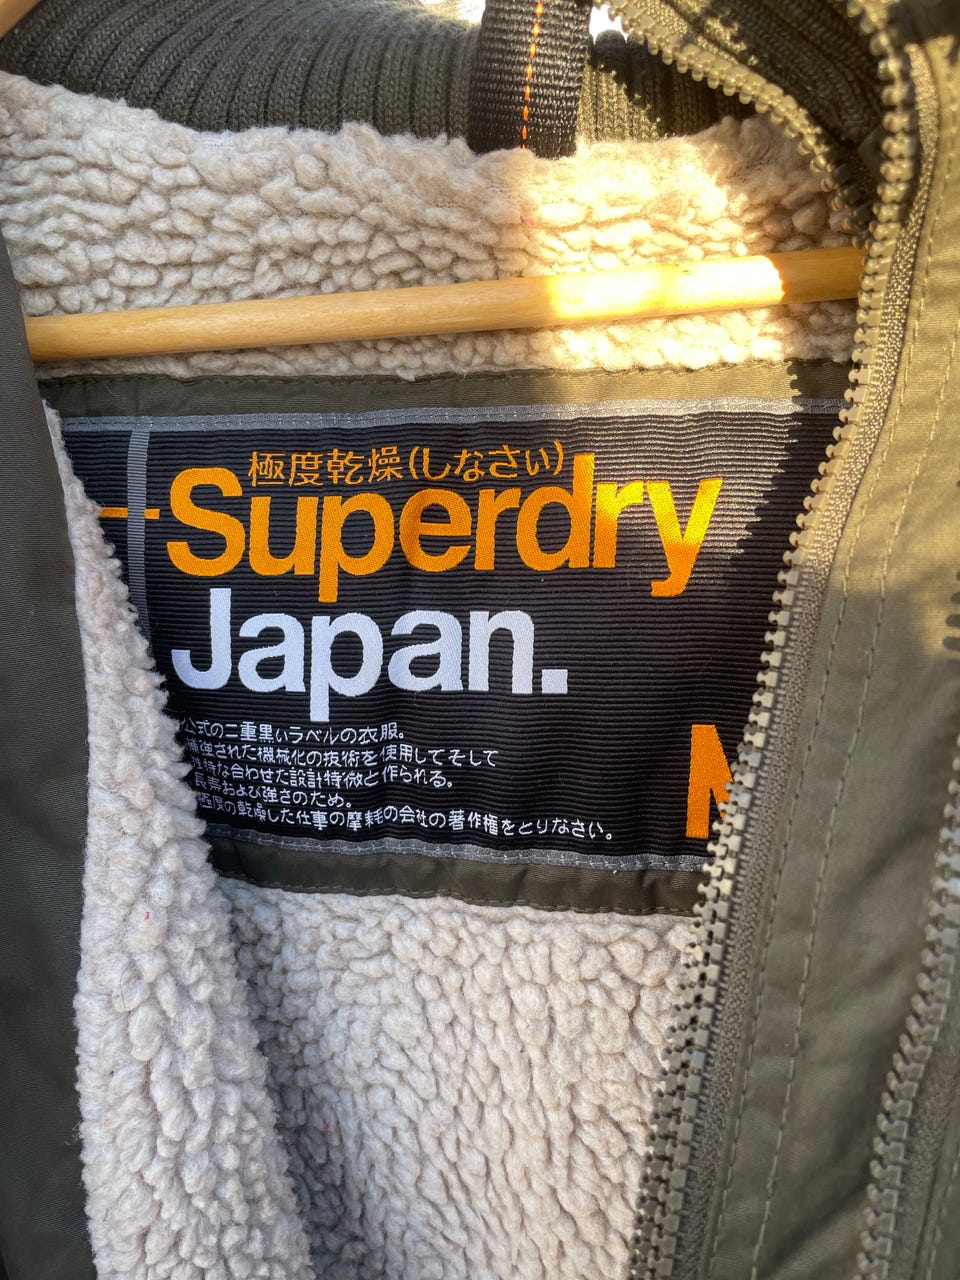 極度乾燥(しなさい)
Superdry
Japan.
公式の二重黒いラベルの衣服。
強された機械化の技術を使用してそして
な合わせた設計特徴と作られる。
長寿および強さのため。
極度の乾燥した仕事の摩耗の会社の著作権をとりなさい。